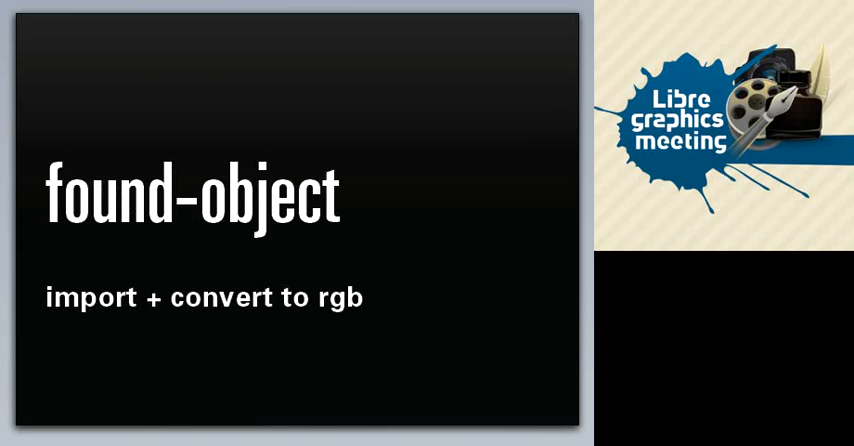 found-object
import + convert to rgb
Libre
graphics
meeting